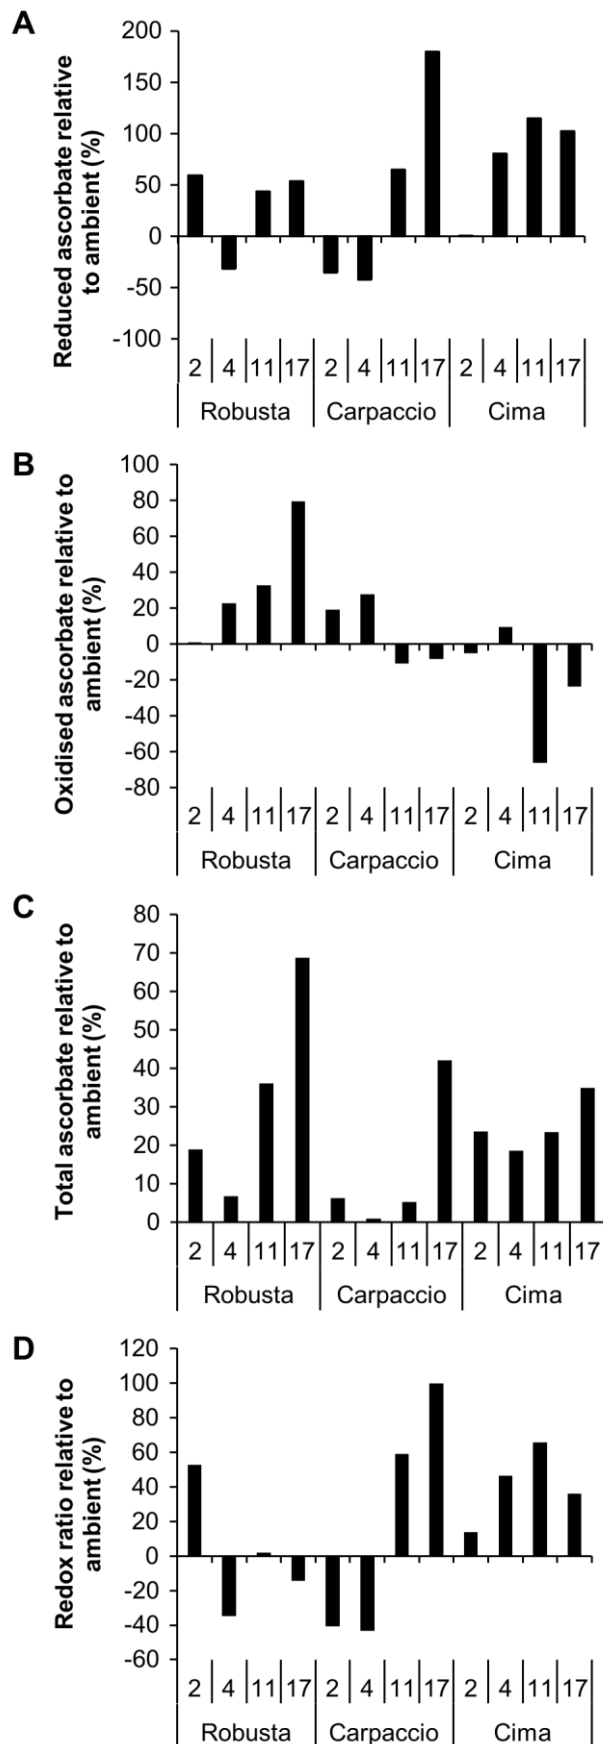 A
Reduced ascorbate relative
to ambient (%)
200
150
100
50
0
-50
-100
2 4 11 17 2 4 11 17 2 4 11 17
Robusta Carpaccio Cima
B
Oxidised ascorbate relative to
ambient (%)
100
80
60
40
20
0
-20
-40
-60
-80
2 4 11 17 2 4 11 17 2 4 11 17
Robusta Carpaccio Cima
C
Total ascorbate relative to
ambient (%)
80
70
60
50
40
30
20
10
0
2 4 11 17 2 4 11 17 2 4 11 17
Robusta Carpaccio Cima
D
Redox ratio relative to
ambient (%)
120
100
80
60
40
20
0
-20
-40
-60
2 4 11 17 2 4 11 17 2 4 11 17
Robusta Carpaccio Cima